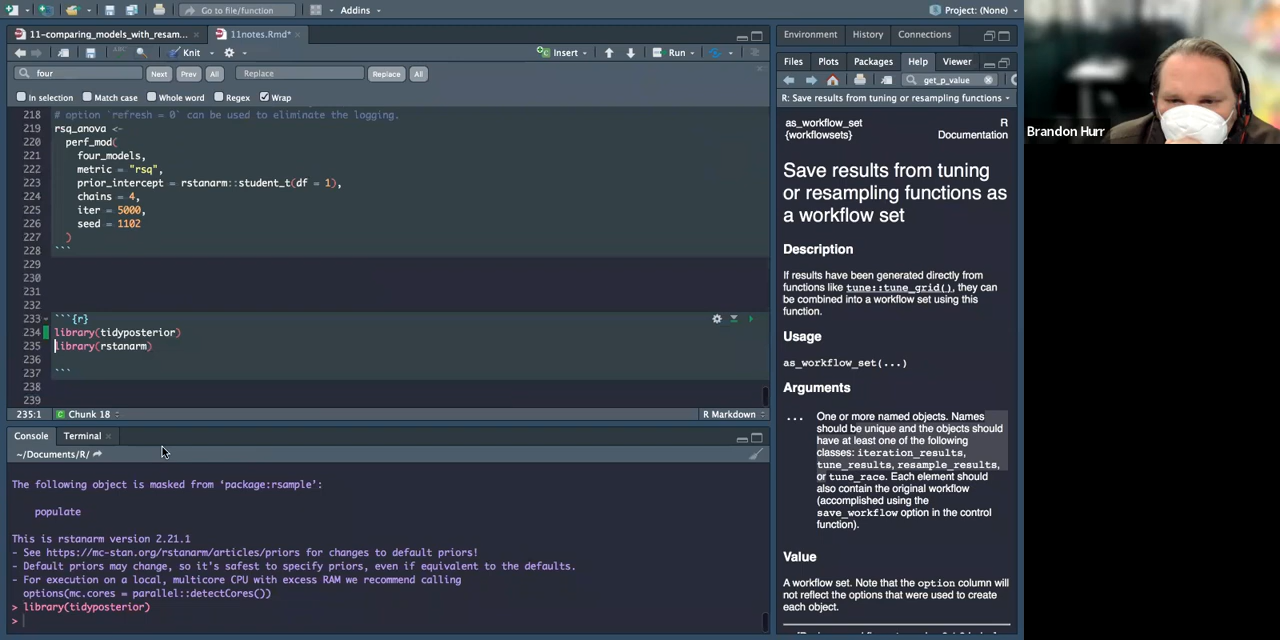 Go to file/function
Addins
Project: (None)
11-comparing_models_with_resam...
11notes.Rmd*
Knit
Insert
Run
four
Next
Prev
All
Replace
Replace
All
In selection
Match case
Whole word
Regex
Wrap
218 # option `refresh = 0` can be used to eliminate the logging.
219 rsq_anova <-
220 perf_mod(
221 four_models,
222 metric = "rsq",
223 prior_intercept = rstanarm::student_t(df = 1),
224 chains = 4,
225 iter = 5000,
226 seed = 1102
227 )
228 ```
229
230
231
232
233 ```{r}
234 library(tidyposterior)
235 library(rstanarm)
236
237 ```
238
239
235:1
Chunk 18
R Markdown
Console
Terminal
~/Documents/R/
The following object is masked from ‘package:rsample’:
populate
This is rstanarm version 2.21.1
- See https://mc-stan.org/rstanarm/articles/priors for changes to default priors!
- Default priors may change, so it's safest to specify priors, even if equivalent to the defaults.
- For execution on a local, multicore CPU with excess RAM we recommend calling
options(mc.cores = parallel::detectCores())
> library(tidyposterior)
>
Environment
History
Connections
Files
Plots
Packages
Help
Viewer
get_p_value
R: Save results from tuning or resampling functions
as_workflow_set
{workflowsets}
R
Documentation
Save results from tuning
or resampling functions as
a workflow set
Description
If results have been generated directly from
functions like tune::tune_grid(), they can
be combined into a workflow set using this
function.
Usage
as_workflow_set(...)
Arguments
... One or more named objects. Names
should be unique and the objects should
have at least one of the following
classes: iteration_results,
tune_results, resample_results,
or tune_race. Each element should
also contain the original workflow
(accomplished using the
save_workflow option in the control
function).
Value
A workflow set. Note that the option column will
not reflect the options that were used to create
each object.
Brandon Hurr